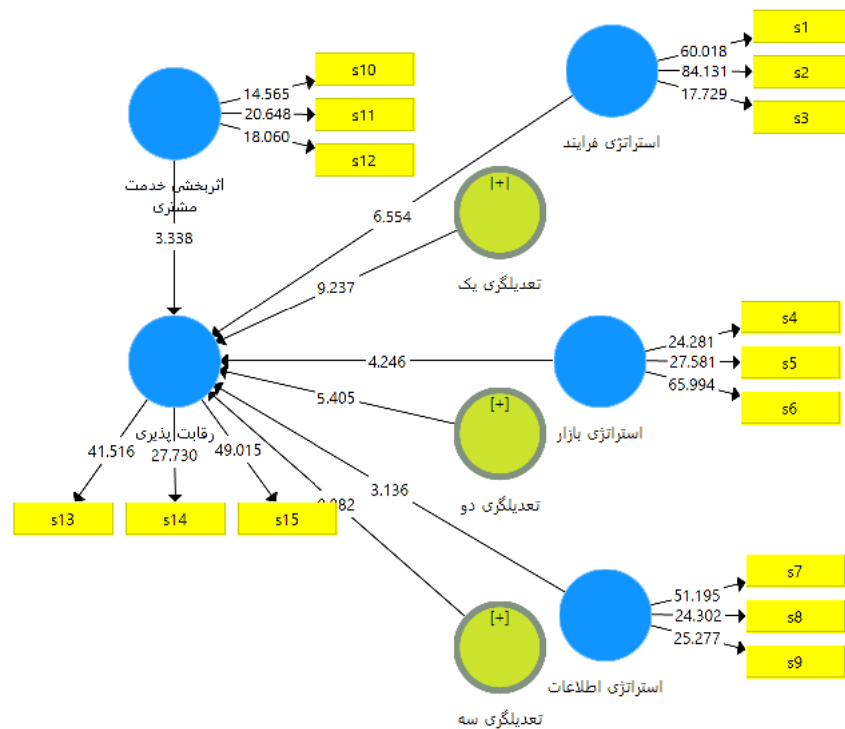 s1
60.018
s2
84.131
s3
17.729
استراتژی فرایند
s10
14.565
s11
20.648
s12
18.060
اثربخشی خدمت
مشتری
[+]
تعدیلگری یک
6.554
3.338
9.237
s4
24.281
s5
27.581
s6
65.994
استراتژی بازار
4.246
[+]
تعدیلگری دو
5.405
رقابت پذیری
41.516
27.730
49.015
s13
s14
s15
3.136
s7
51.195
s8
24.302
s9
25.277
استراتژی اطلاعات
[+]
تعدیلگری سه